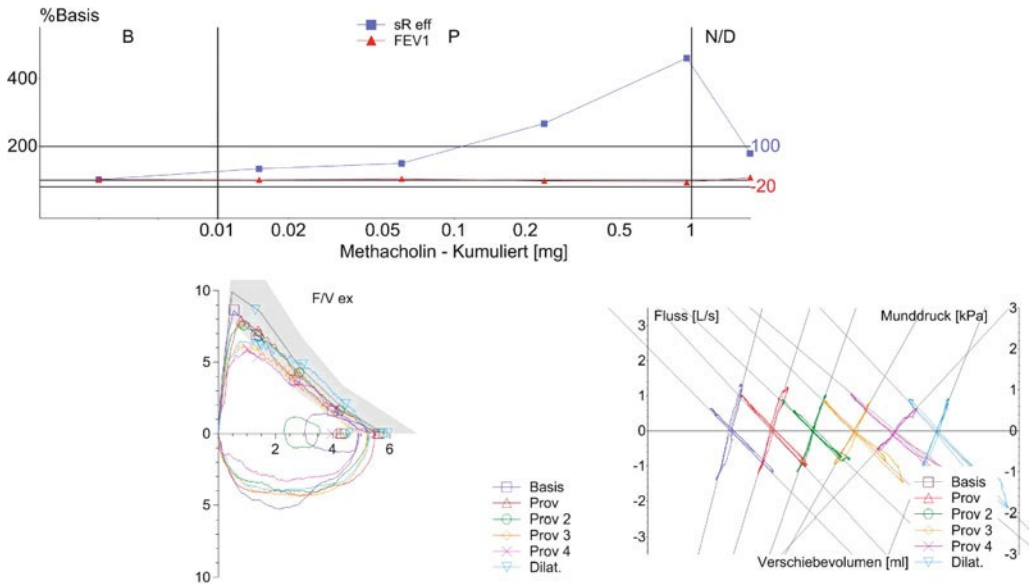 %Basis
sR eff
FEV1
B P N/D
400
200
100
-20
0.01 0.02 0.05 0.1 0.2 0.5 1
Methacholin - Kumuliert [mg]
F/V ex
10
5
0
5
10
2 4 6
Basis
Prov
Prov 2
Prov 3
Prov 4
Dilat.
Fluss [L/s] Munddruck [kPa]
3 3
2 2
1 1
0 0
-1 -1
-2 -2
-3 -3
Verschiebevolumen [ml]
Basis
Prov
Prov 2
Prov 3
Prov 4
Dilat.